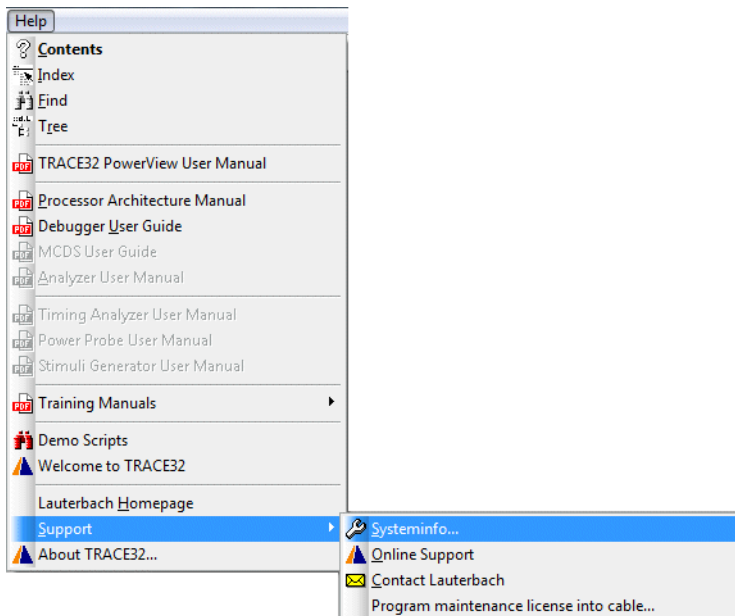 Help
Contents
Index
Find
Tree
TRACE32 PowerView User Manual
Processor Architecture Manual
Debugger User Guide
MCDS User Guide
Analyzer User Manual
Timing Analyzer User Manual
Power Probe User Manual
Stimuli Generator User Manual
Training Manuals
Demo Scripts
Welcome to TRACE32
Lauterbach Homepage
Support
Systeminfo...
About TRACE32...
Online Support
Contact Lauterbach
Program maintenance license into cable...